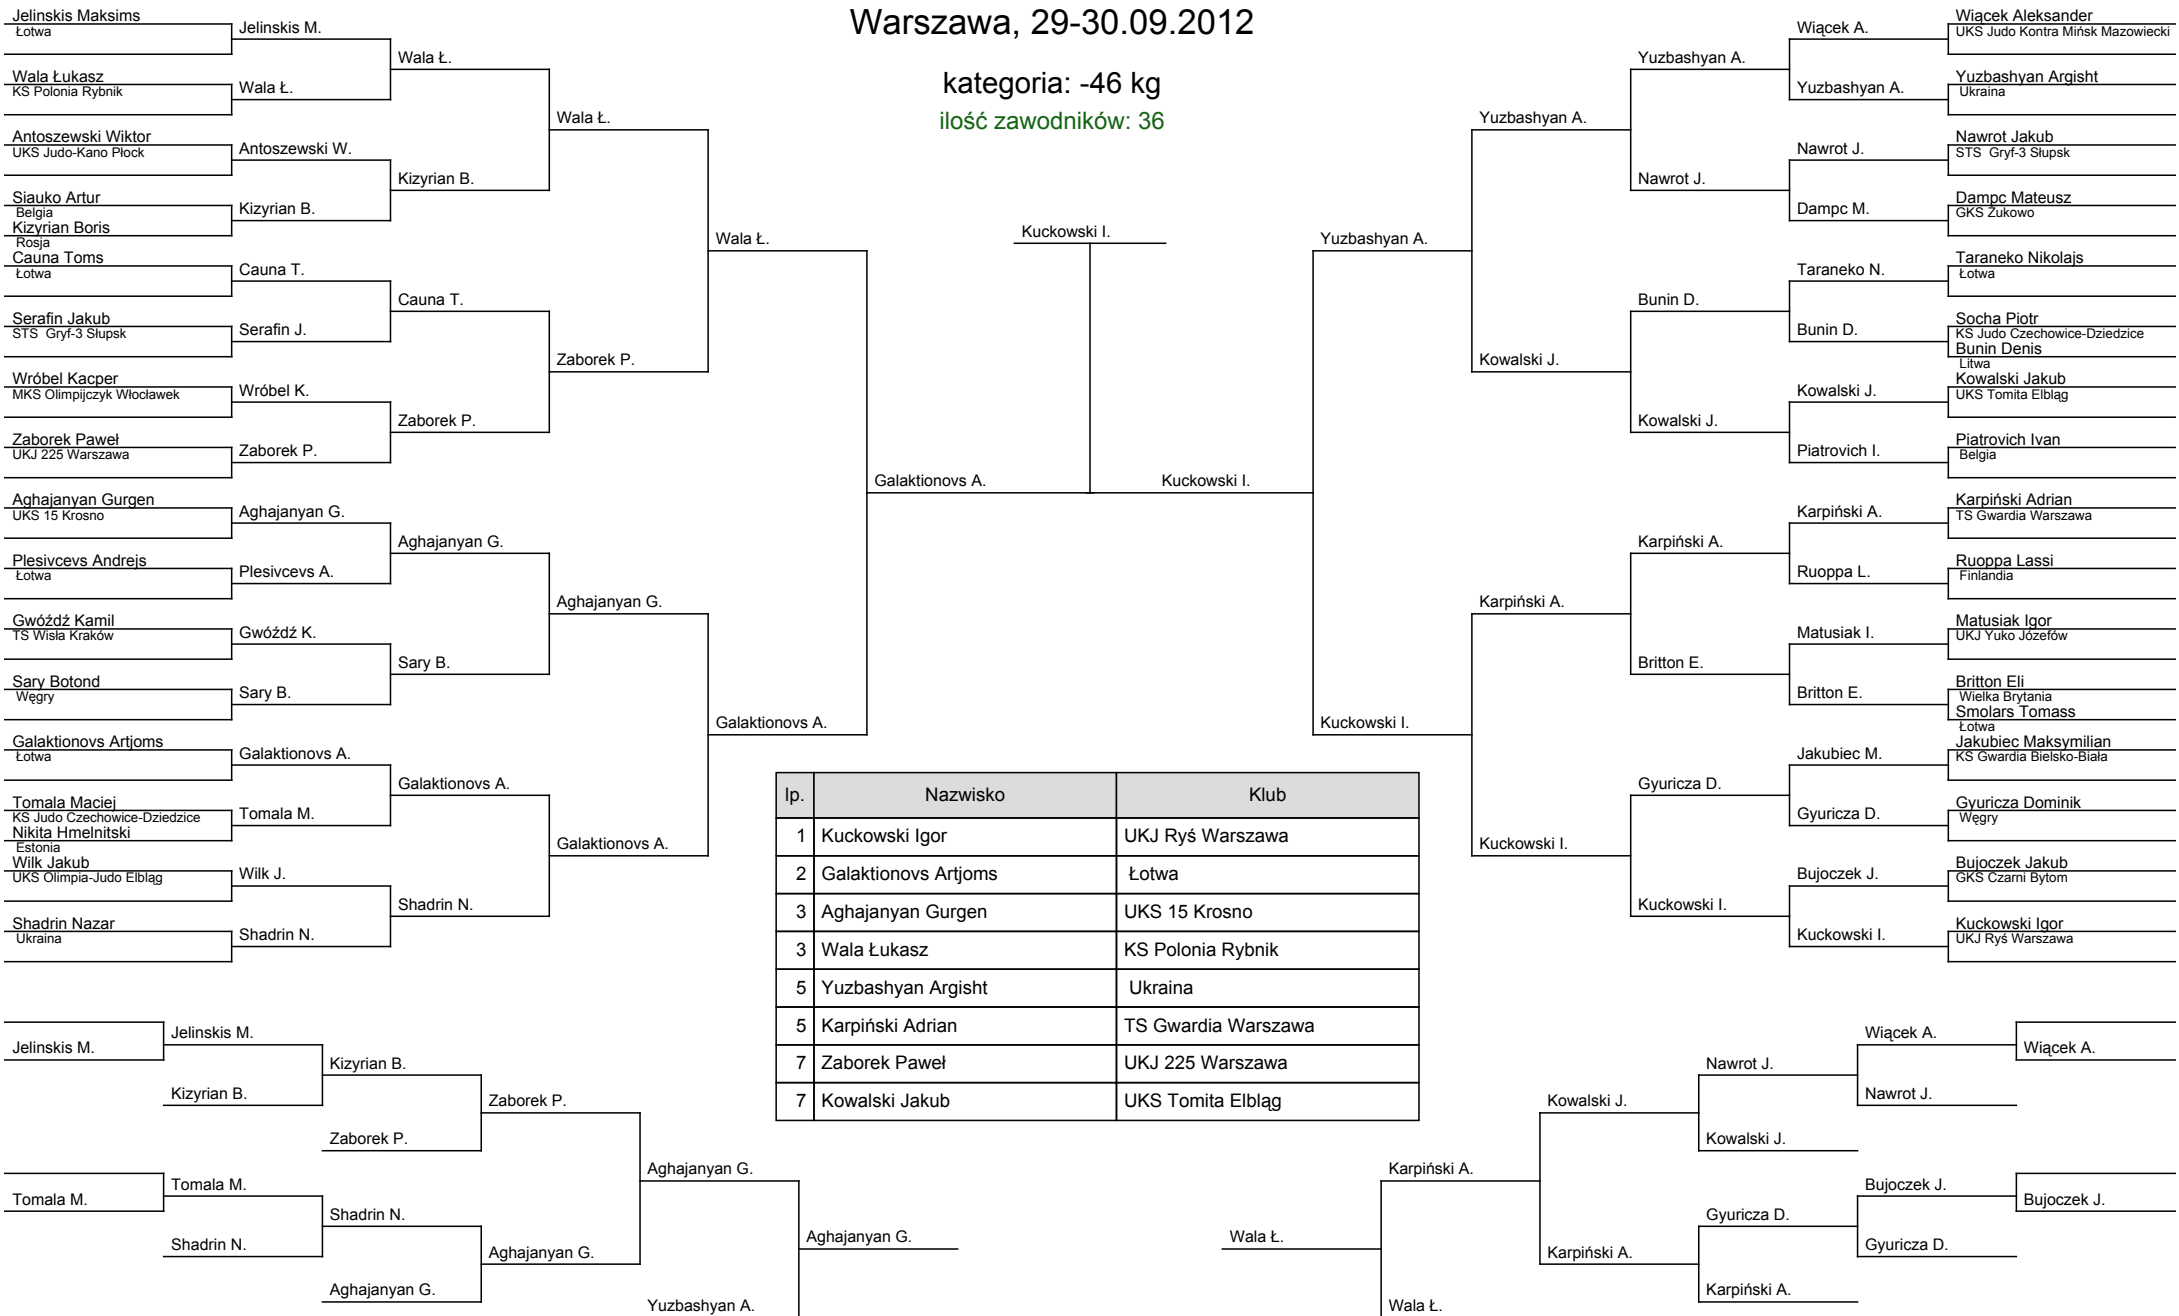 Warszawa, 29-30.09.2012
kategoria: -46 kg
ilość zawodników: 36
Jelinskis Maksims
Łotwa
Wala Łukasz
KS Polonia Rybnik
Antoszewski Wiktor
UKS Judo-Kano Płock
Siauko Artur
Belgia
Kizyrian Boris
Rosja
Cauna Toms
Łotwa
Serafin Jakub
STS Gryf-3 Słupsk
Wróbel Kacper
MKS Olimpijczyk Włocławek
Zaborek Paweł
UKJ 225 Warszawa
Aghajanyan Gurgen
UKS 15 Krosno
Plesivcevs Andrejs
Łotwa
Gwóźdź Kamil
TS Wisła Kraków
Sary Botond
Węgry
Galaktionovs Artjoms
Łotwa
Tomala Maciej
KS Judo Czechowice-Dziedzice
Nikita Hmelnitski
Estonia
Wilk Jakub
UKS Olimpia-Judo Elbląg
Shadrin Nazar
Ukraina
Jelinskis M.
Wala Ł.
Antoszewski W.
Kizyrian B.
Cauna T.
Serafin J.
Wróbel K.
Zaborek P.
Aghajanyan G.
Plesivcevs A.
Gwóźdź K.
Sary B.
Galaktionovs A.
Tomala M.
Wilk J.
Shadrin N.
Wala Ł.
Kizyrian B.
Cauna T.
Zaborek P.
Aghajanyan G.
Sary B.
Galaktionovs A.
Shadrin N.
Wala Ł.
Zaborek P.
Aghajanyan G.
Galaktionovs A.
Wala Ł.
Galaktionovs A.
Galaktionovs A.
Kuckowski I.
Kuckowski I.
Yuzbashyan A.
Kuckowski I.
Yuzbashyan A.
Kowalski J.
Karpiński A.
Kuckowski I.
Yuzbashyan A.
Nawrot J.
Bunin D.
Kowalski J.
Karpiński A.
Britton E.
Gyuricza D.
Kuckowski I.
Wiącek A.
Yuzbashyan A.
Nawrot J.
Dampc M.
Taraneko N.
Bunin D.
Kowalski J.
Piatrovich I.
Karpiński A.
Ruoppa L.
Matusiak I.
Britton E.
Jakubiec M.
Gyuricza D.
Bujoczek J.
Kuckowski I.
Wiącek Aleksander
UKS Judo Kontra Mińsk Mazowiecki
Yuzbashyan Argisht
Ukraina
Nawrot Jakub
STS Gryf-3 Słupsk
Dampc Mateusz
GKS Żukowo
Taraneko Nikolajs
Łotwa
Socha Piotr
KS Judo Czechowice-Dziedzice
Bunin Denis
Litwa
Kowalski Jakub
UKS Tomita Elbląg
Piatrovich Ivan
Belgia
Karpiński Adrian
TS Gwardia Warszawa
Ruoppa Lassi
Finlandia
Matusiak Igor
UKJ Yuko Józefów
Britton Eli
Wielka Brytania
Smolars Tomass
Łotwa
Jakubiec Maksymilian
KS Gwardia Bielsko-Biała
Gyuricza Dominik
Węgry
Bujoczek Jakub
GKS Czarni Bytom
Kuckowski Igor
UKJ Ryś Warszawa
lp. Nazwisko Klub
1 Kuckowski Igor UKJ Ryś Warszawa
2 Galaktionovs Artjoms Łotwa
3 Aghajanyan Gurgen UKS 15 Krosno
3 Wala Łukasz KS Polonia Rybnik
5 Yuzbashyan Argisht Ukraina
5 Karpiński Adrian TS Gwardia Warszawa
7 Zaborek Paweł UKJ 225 Warszawa
7 Kowalski Jakub UKS Tomita Elbląg
Jelinskis M.
Tomala M.
Jelinskis M.
Kizyrian B.
Tomala M.
Shadrin N.
Kizyrian B.
Zaborek P.
Shadrin N.
Aghajanyan G.
Zaborek P.
Aghajanyan G.
Aghajanyan G.
Yuzbashyan A.
Aghajanyan G.
Wala Ł.
Karpiński A.
Wala Ł.
Kowalski J.
Karpiński A.
Nawrot J.
Kowalski J.
Gyuricza D.
Karpiński A.
Wiącek A.
Nawrot J.
Bujoczek J.
Gyuricza D.
Wiącek A.
Bujoczek J.